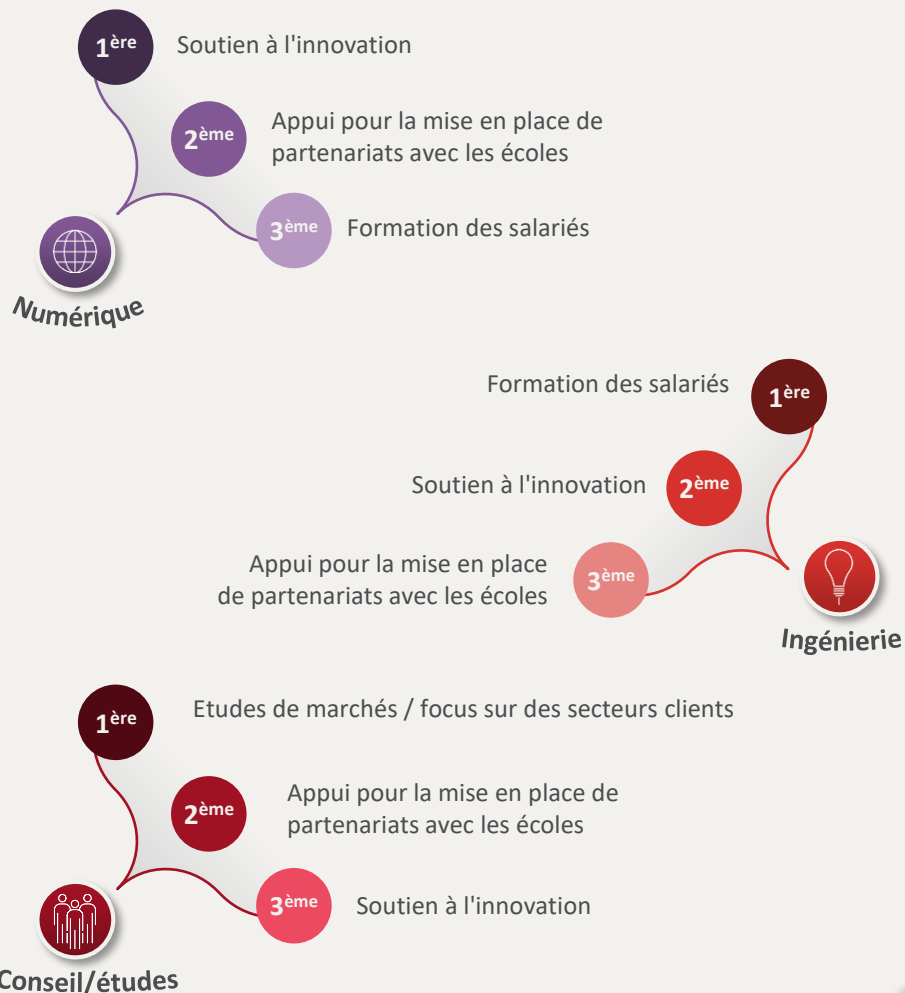 1ère Soutien à l'innovation
2ème Appui pour la mise en place de
partenariats avec les écoles
3ème Formation des salariés
Numérique
Formation des salariés 1ère
Soutien à l'innovation 2ème
Appui pour la mise en place
de partenariats avec les écoles 3ème
Ingénierie
1ère Etudes de marchés / focus sur des secteurs clients
2ème Appui pour la mise en place de
partenariats avec les écoles
3ème Soutien à l'innovation
Conseil/études